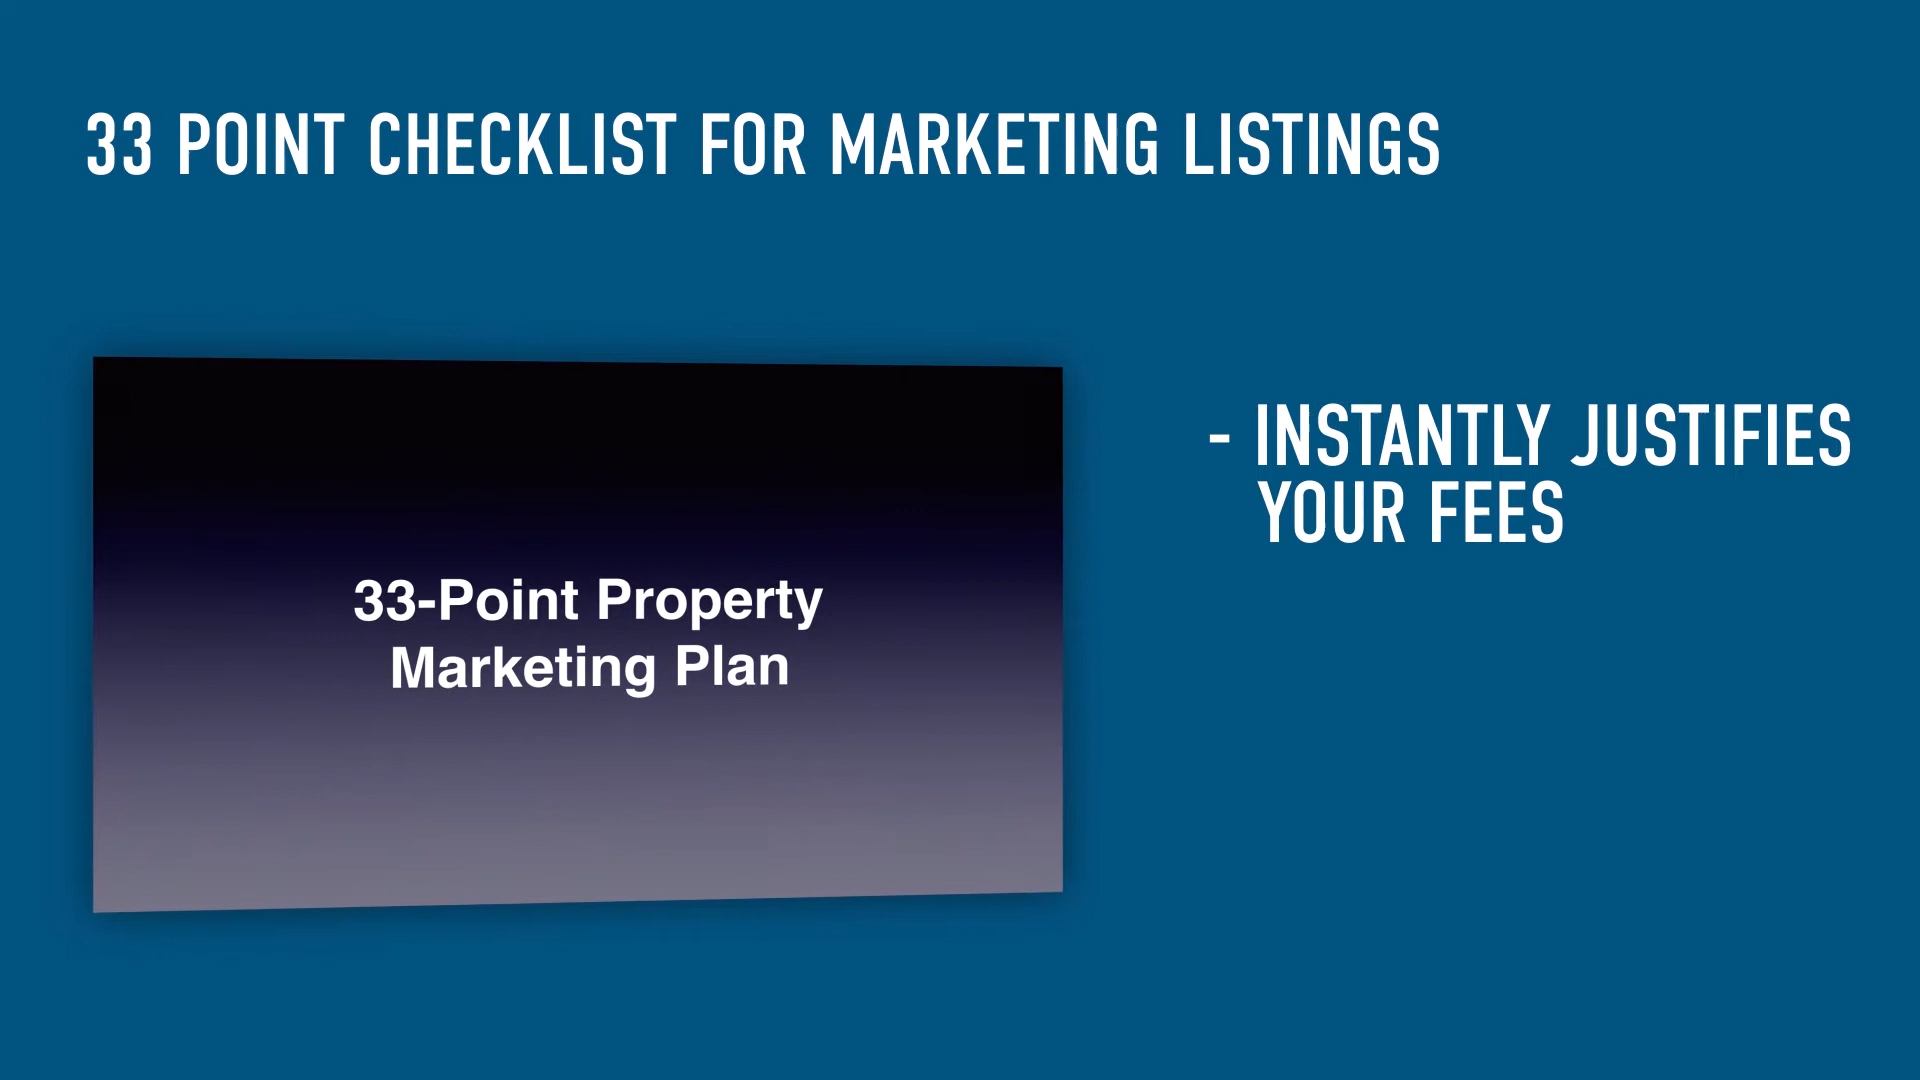 33 POINT CHECKLIST FOR MARKETING LISTINGS
33-Point Property
Marketing Plan
- INSTANTLY JUSTIFIES
YOUR FEES